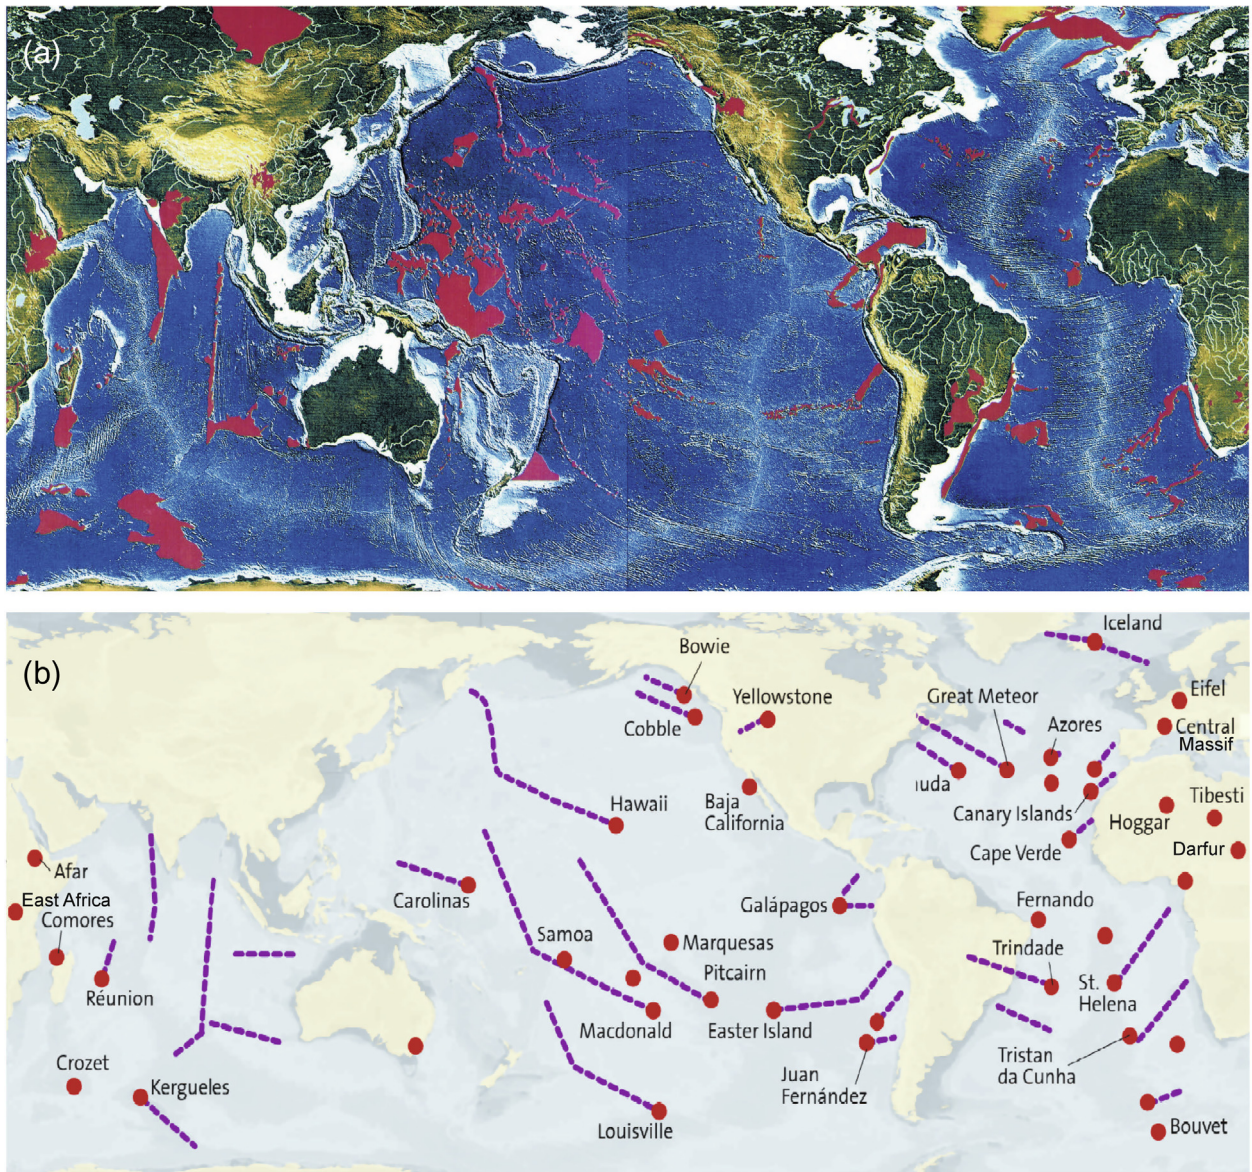 (a)
(b)
Iceland
Bowie
Yellowstone
Great Meteor
Eifel
Azores
Central
Massif
Cobble
uda
Hawaii
Baja
California
Canary Islands
Tibesti
Hoggar
Cape Verde
Darfur
Afar
East Africa
Comores
Carolinas
Galápagos
Fernando
Samoa
Marquesas
Trindade
Pitcairn
Réunion
St.
Helena
Macdonald
Easter Island
Crozet
Tristan
da Cunha
Kergueles
Juan
Fernández
Louisville
Bouvet